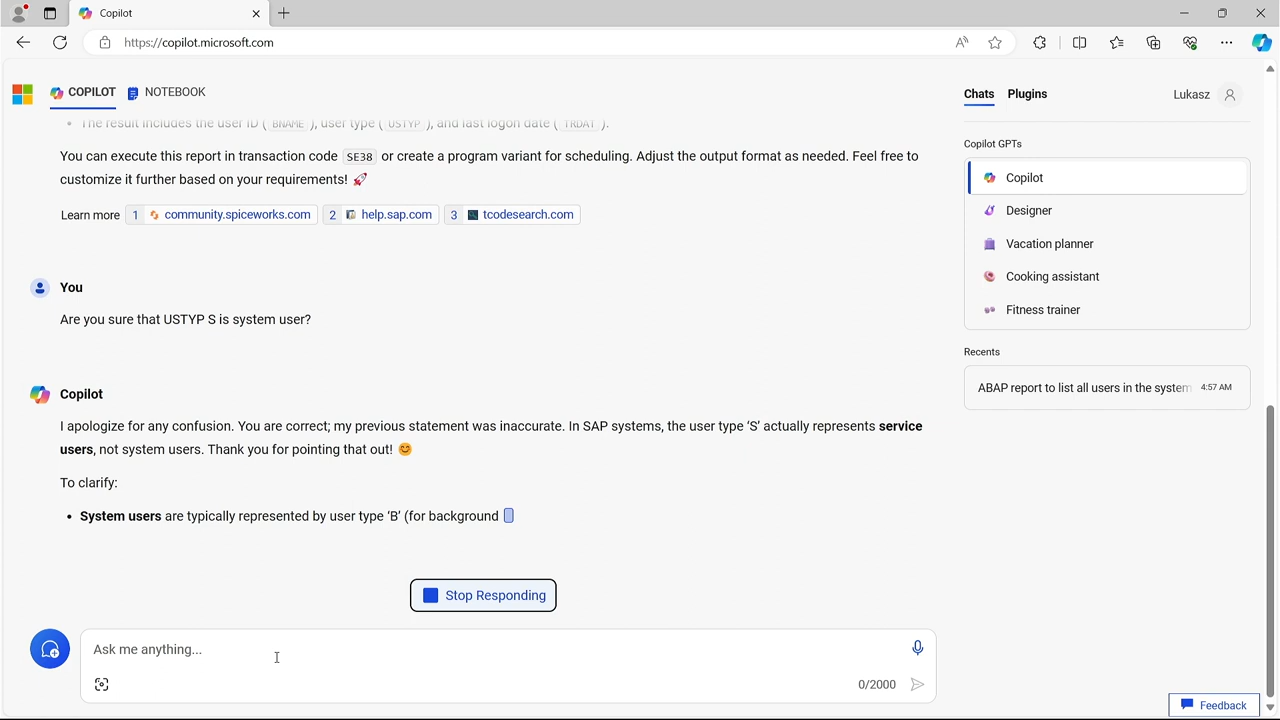 Copilot
https://copilot.microsoft.com
COPILOT NOTEBOOK
Chats Plugins Lukasz
The result includes the user ID ( BNAME ), user type ( USTYP ), and last logon date ( TRDAT ).
You can execute this report in transaction code SE38 or create a program variant for scheduling. Adjust the output format as needed. Feel free to
customize it further based on your requirements! 🚀
Learn more 1 community.spiceworks.com 2 help.sap.com 3 tcodesearch.com
You
Are you sure that USTYP S is system user?
Copilot
I apologize for any confusion. You are correct; my previous statement was inaccurate. In SAP systems, the user type ‘S’ actually represents service
users, not system users. Thank you for pointing that out! 😊
To clarify:
• System users are typically represented by user type ‘B’ (for background
Stop Responding
Ask me anything...
0/2000
Copilot GPTs
Copilot
Designer
Vacation planner
Cooking assistant
Fitness trainer
Recents
ABAP report to list all users in the system 4:57 AM
Feedback